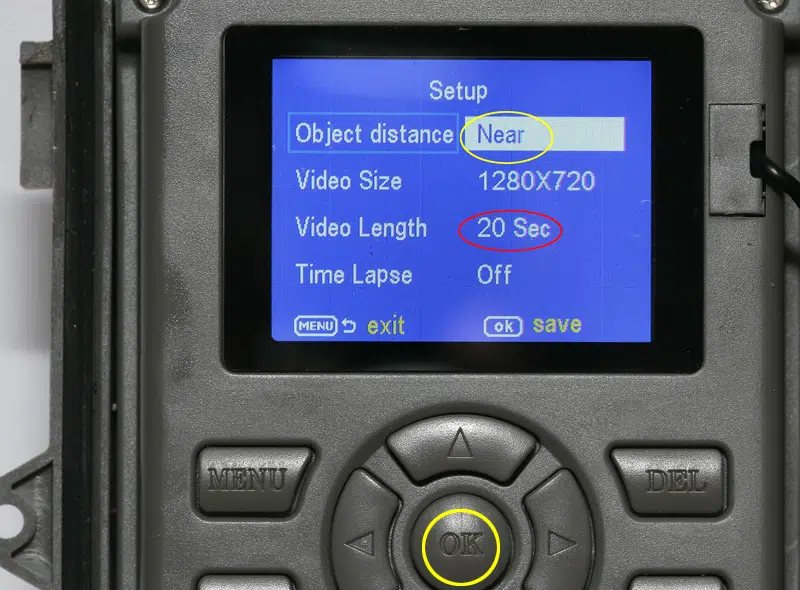 Setup
Object distance Near
Video Size 1280X720
Video Length 20 Sec
Time Lapse Off
MENU exit ok save
MENU DEL
OK